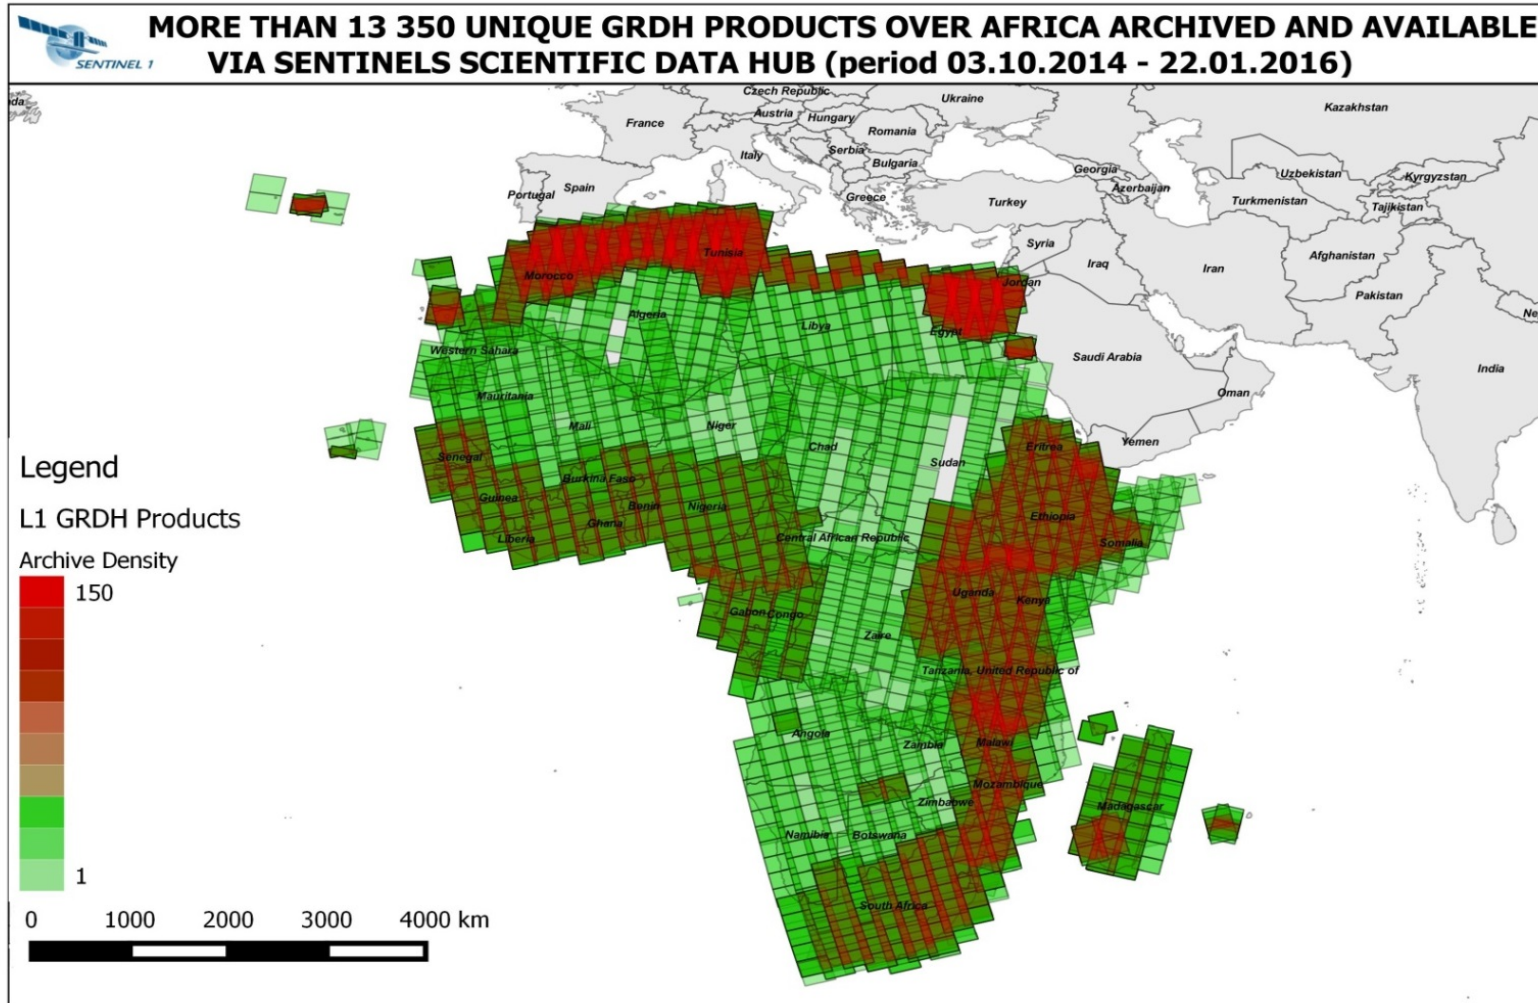 MORE THAN 13 350 UNIQUE GRDH PRODUCTS OVER AFRICA ARCHIVED AND AVAILABLE
VIA SENTINELS SCIENTIFIC DATA HUB (period 03.10.2014 - 22.01.2016)
SENTINEL 1
nda
Czech Republic
Ukraine
Kazakhstan
France
Austria
Hungary
Romania
Italy
Serbia
Bulgaria
Georgia
Uzbekistan
Kyrgyzstan
Portugal
Spain
Greece
Azerbaijan
Turkey
Turkmenistan
Tajikistan
Syria
Afghanistan
Tunisia
Iraq
Iran
Morocco
Jordan
Pakistan
Algeria
Libya
Egypt
Ne
Western Sahara
Saudi Arabia
India
Mauritania
Oman
Mali
Niger
Chad
Eritrea
Yemen
Senegal
Sudan
Burkina Faso
Guinea
Benin
Nigeria
Ethiopia
Ghana
Liberia
Central African Republic
Somalia
Uganda
Kenya
Gabon
Congo
Zaire
Tanzania, United Republic of
Angola
Zambia
Malawi
Mozambique
Zimbabwe
Madagascar
Namibia
Botswana
South Africa
Legend
L1 GRDH Products
Archive Density
150
1
0 1000 2000 3000 4000 km